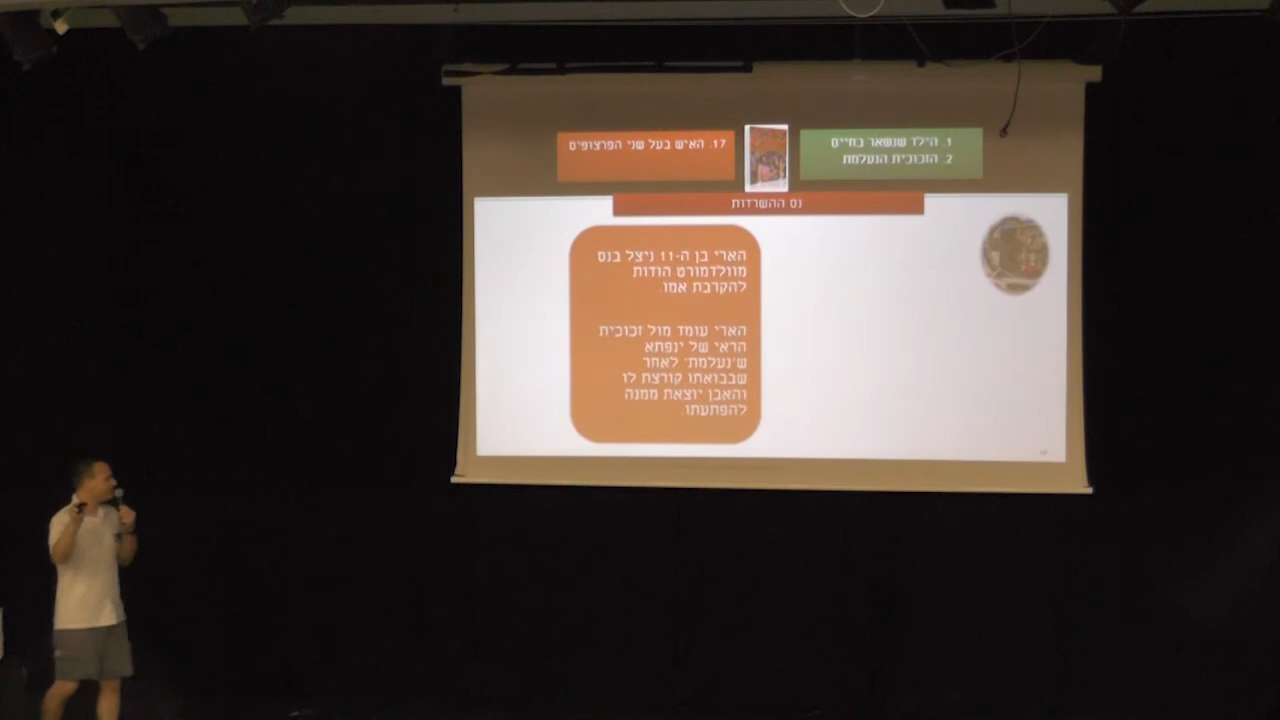 1. הילד שנשאר בחיים
2. הזכוכית הנעלמת
17. האיש בעל שני הפרצופים
נס ההשרדות
הארי בן ה-11 ניצל בנס
מוולדמורט הודות
להקרבת אמו.
הארי עומד מול זכוכית
הראי של ינפתא
ש'נעלמת' לאחר
שבבואתו קורצת לו
והאבן יוצאת ממנה
להפתעתו.